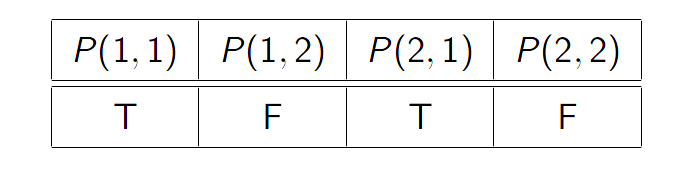 P(1, 1) P(1, 2) P(2, 1) P(2, 2)
T F T F